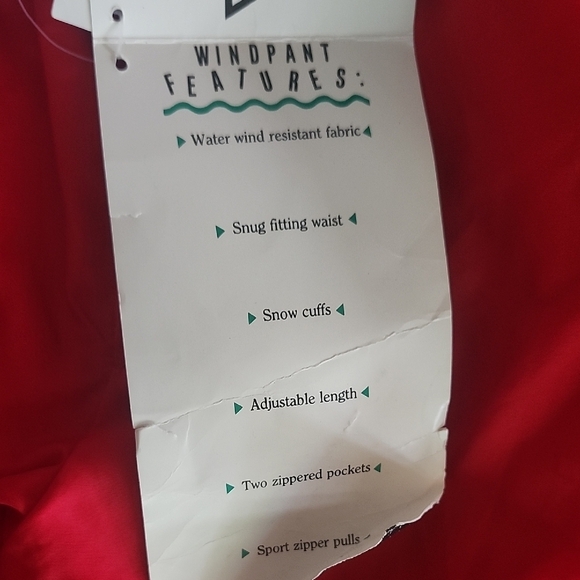 WINDPANT
FEATURES:
Water wind resistant fabric
Snug fitting waist
Snow cuffs
Adjustable length
Two zippered pockets
Sport zipper pulls